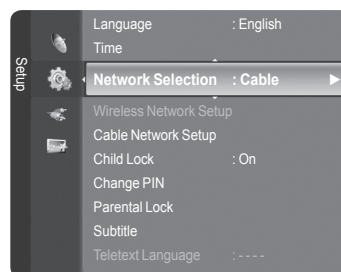 Setup
Language : English
Time
Network Selection : Cable
Wireless Network Setup
Cable Network Setup
Child Lock : On
Change PIN
Parental Lock
Subtitle
Teletext Language : - - - -